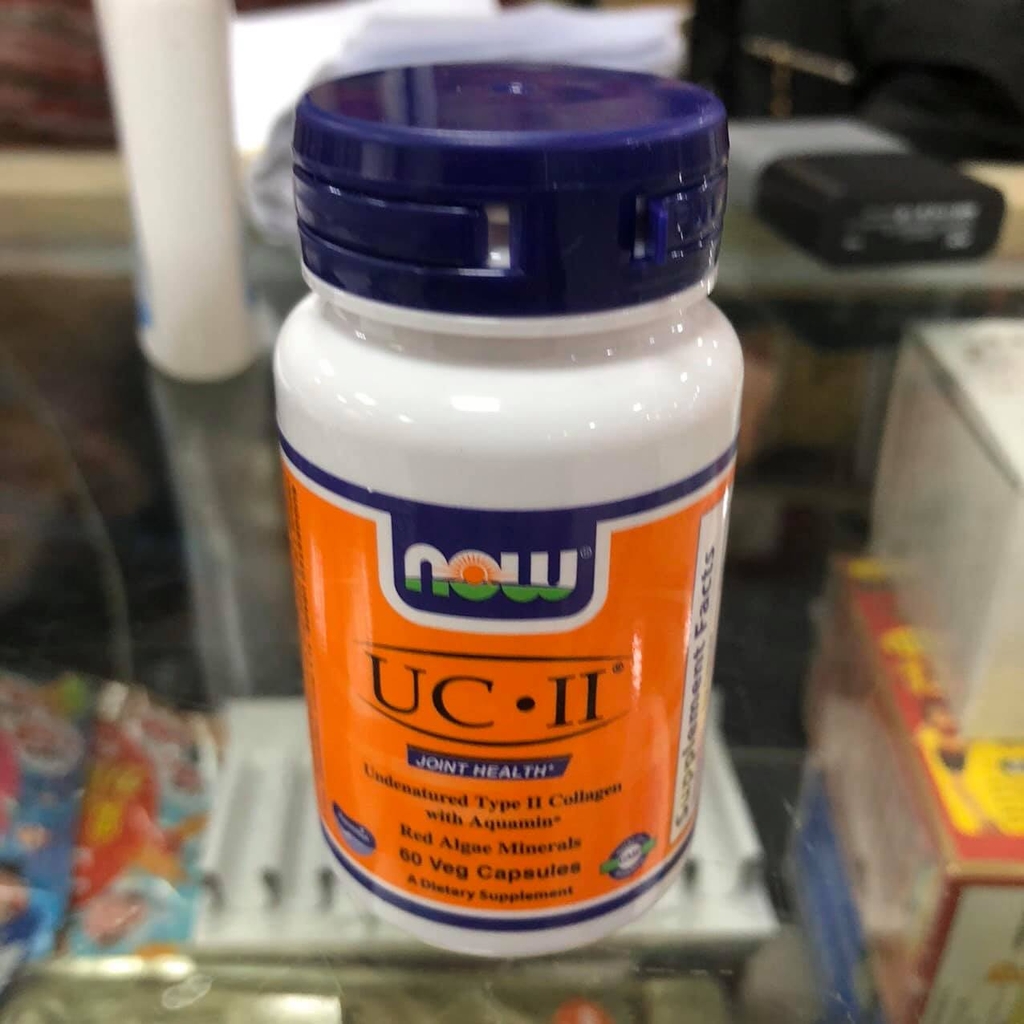 NOW®
UC•II®
JOINT HEALTH*
Undenatured Type II Collagen
with Aquamin®
Red Algae Minerals
60 Veg Capsules
A Dietary Supplement
Supplement Facts